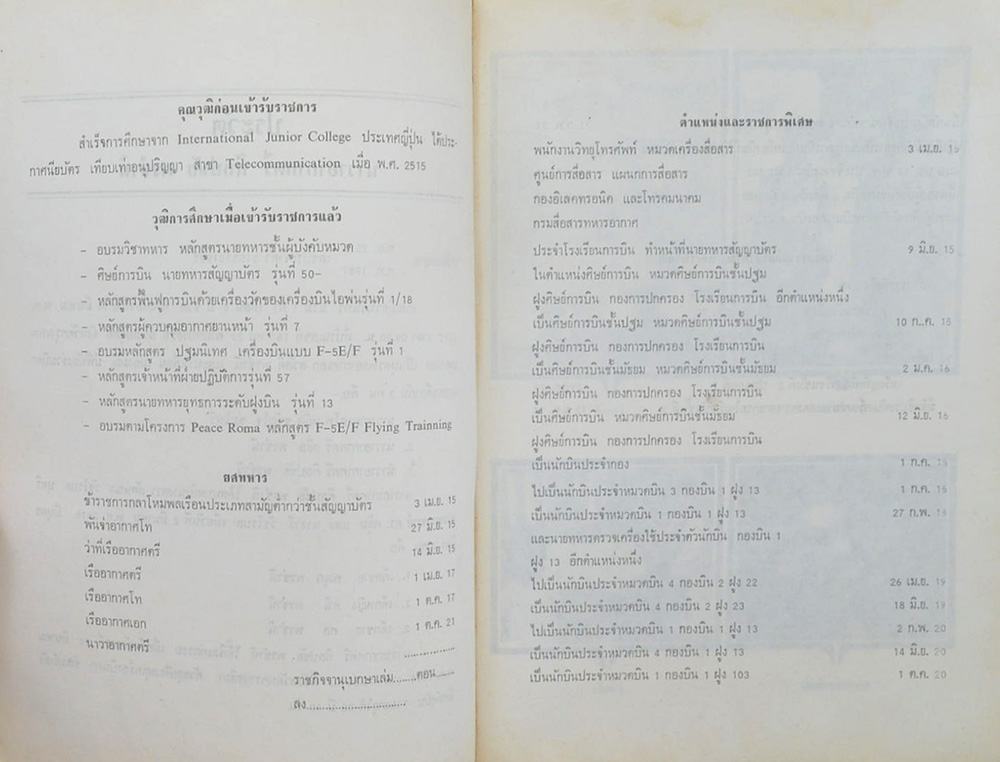 คุณวุฒิก่อนเข้ารับราชการ
สำเร็จการศึกษาจาก International Junior College ประเทศญี่ปุ่น ได้ประ-
กาศนียบัตร เทียบเท่าอนุปริญญา สาขา Telecommunication เมื่อ พ.ศ. 2515
วุฒิการศึกษาเมื่อเข้ารับราชการแล้ว
- อบรมวิชาทหาร หลักสูตรนายทหารชั้นผู้บังคับหมวด
- ศิษย์การบิน นายทหารสัญญาบัตร รุ่นที่ 50-
- หลักสูตรฟื้นฟูการบินด้วยเครื่องวัดของเครื่องบินไอพ่นรุ่นที่ 1/18
- หลักสูตรผู้ควบคุมอากาศยานหน้า รุ่นที่ 7
- อบรมหลักสูตร ปฐมนิเทศ เครื่องบินแบบ F-5E/F รุ่นที่ 1
- หลักสูตรเจ้าหน้าที่ฝ่ายปฏิบัติการรุ่นที่ 57
- หลักสูตรนายทหารยุทธการระดับฝูงบิน รุ่นที่ 13
- อบรมตามโครงการ Peace Roma หลักสูตร F-5E/F Flying Trainning
ยศทหาร
ข้าราชการกลาโหมพลเรือนประเภทสามัญต่ำกว่าชั้นสัญญาบัตร 3 เม.ย. 15
พันจ่าอากาศโท 27 มิ.ย. 15
ว่าที่เรืออากาศตรี 14 มิ.ย. 15
เรืออากาศตรี 1 เม.ย. 17
เรืออากาศโท 1 ต.ค. 17
เรืออากาศเอก 1 ต.ค. 21
นาวาอากาศตรี ...............
ราชกิจจานุเบกษาเล่ม........ตอน......
ลง.............................
ตำแหน่งและราชการพิเศษ
พนักงานวิทยุโทรศัพท์ หมวดเครื่องสื่อสาร 3 เม.ย. 15
ศูนย์การสื่อสาร แผนกการสื่อสาร
กองอิเลคทรอนิค และโทรคมนาคม
กรมสื่อสารทหารอากาศ
ประจำโรงเรียนการบิน ทำหน้าที่นายทหารสัญญาบัตร 9 มิ.ย. 15
ในตำแหน่งศิษย์การบิน หมวดศิษย์การบินชั้นปฐม
ฝูงศิษย์การบิน กองการปกครอง โรงเรียนการบิน อีกตำแหน่งหนึ่ง
เป็นศิษย์การบินชั้นปฐม หมวดศิษย์การบินชั้นปฐม 10 ก..ค. 15
ฝูงศิษย์การบิน กองการปกครอง โรงเรียนการบิน
เป็นศิษย์การบินชั้นมัธยม หมวดศิษย์การบินชั้นมัธยม 2 ม.ค. 16
ฝูงศิษย์การบิน กองการปกครอง โรงเรียนการบิน
เป็นศิษย์การบิน หมวดศิษย์การบินชั้นมัธยม 12 มิ.ย. 16
ฝูงศิษย์การบิน กองการปกครอง โรงเรียนการบิน
เป็นนักบินประจำกอง 1 ก.ค.
ไปเป็นนักบินประจำหมวดบิน 3 กองบิน 1 ฝูง 13 1 ก.ค.
เป็นนักบินประจำหมวดบิน 1 กองบิน 1 ฝูง 13 27 ก.พ.
และนายทหารตรวจเครื่องใช้ประจำตัวนักบิน กองบิน 1
ฝูง 13 อีกตำแหน่งหนึ่ง
ไปเป็นนักบินประจำหมวดบิน 4 กองบิน 2 ฝูง 22 26 เม.ย. 19
เป็นนักบินประจำหมวดบิน 4 กองบิน 2 ฝูง 23 18 มิ.ย. 19
ไปเป็นนักบินประจำหมวดบิน 1 กองบิน 1 ฝูง 13 2 ก.พ. 20
เป็นนักบินประจำหมวดบิน 4 กองบิน 1 ฝูง 13 14 มิ.ย. 20
เป็นนักบินประจำหมวดบิน 1 กองบิน 1 ฝูง 103 1 ต.ค. 20